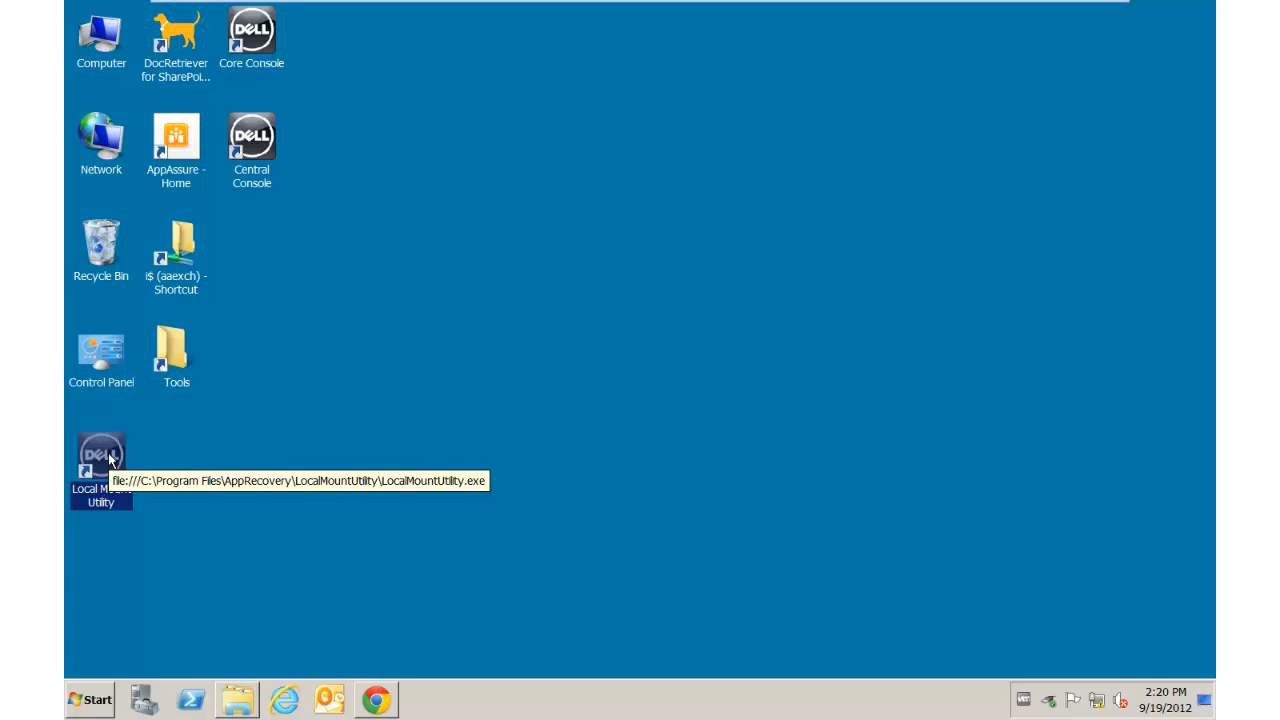 DELL
DELL
Computer
DocRetriever
for SharePoi...
Core Console
Network
AppAssure -
Home
Central
Console
Recycle Bin
i$ (aaexch) -
Shortcut
Control Panel
Tools
DELL
file:///C:\Program Files\AppRecovery\LocalMountUtility\LocalMountUtility.exe
Local
Utility
Start
2:20 PM
9/19/2012